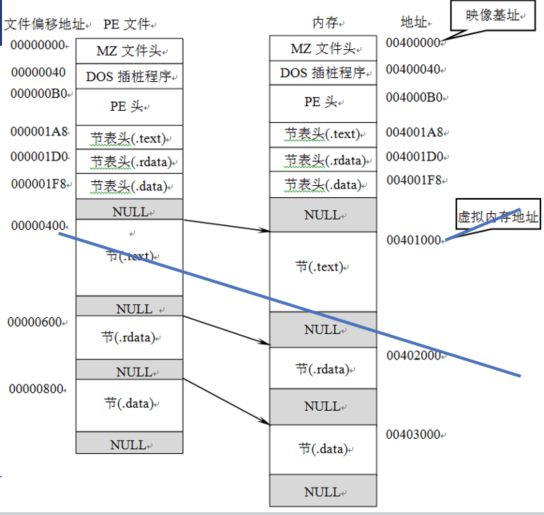 文件偏移地址 PE 文件 内存 地址 映像基址
00000000 MZ 文件头 MZ 文件头 00400000
00000040 DOS 插桩程序 DOS 插桩程序 00400040
000000B0 PE 头 PE 头 004000B0
000001A8 节表头(.text) 节表头(.text) 004001A8
000001D0 节表头(.rdata) 节表头(.rdata) 004001D0
000001F8 节表头(.data) 节表头(.data) 004001F8
NULL NULL 虚拟内存地址
00000400 节(.text) 节(.text) 00401000
NULL NULL
00000600 节(.rdata) 节(.rdata) 00402000
NULL NULL
00000800 节(.data) 节(.data) 00403000
NULL NULL